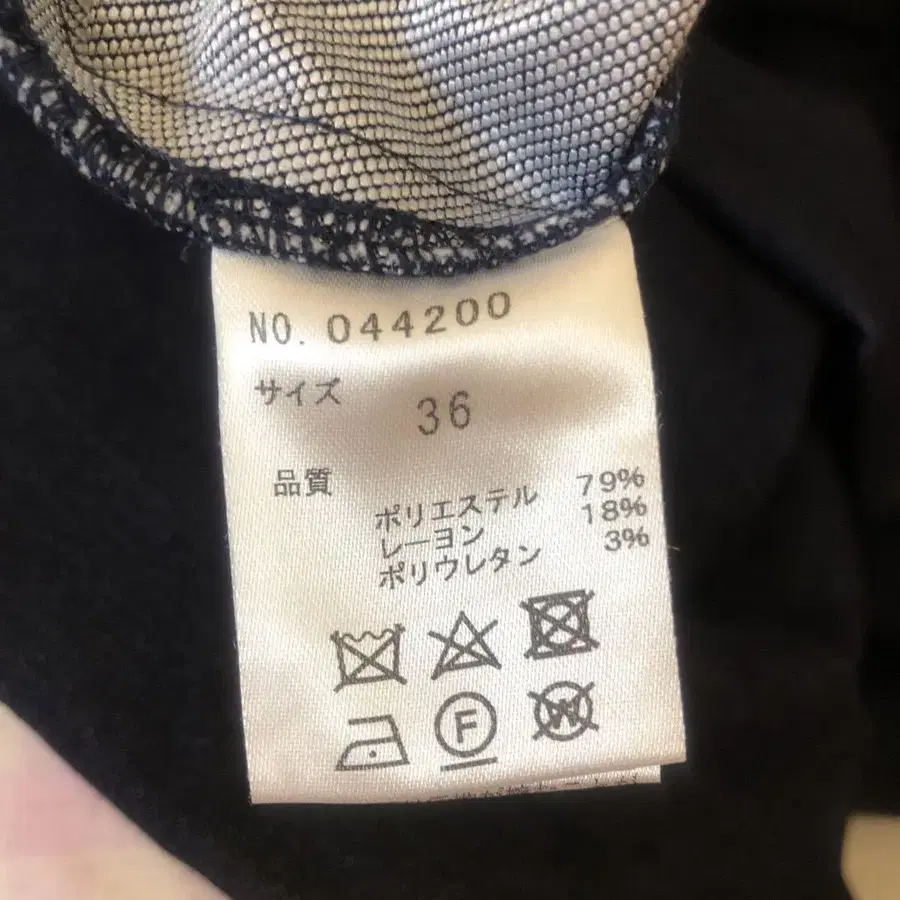 NO. 044200
サイズ 36
品質
ポリエステル 79%
レーヨン 18%
ポリウレタン 3%
F W